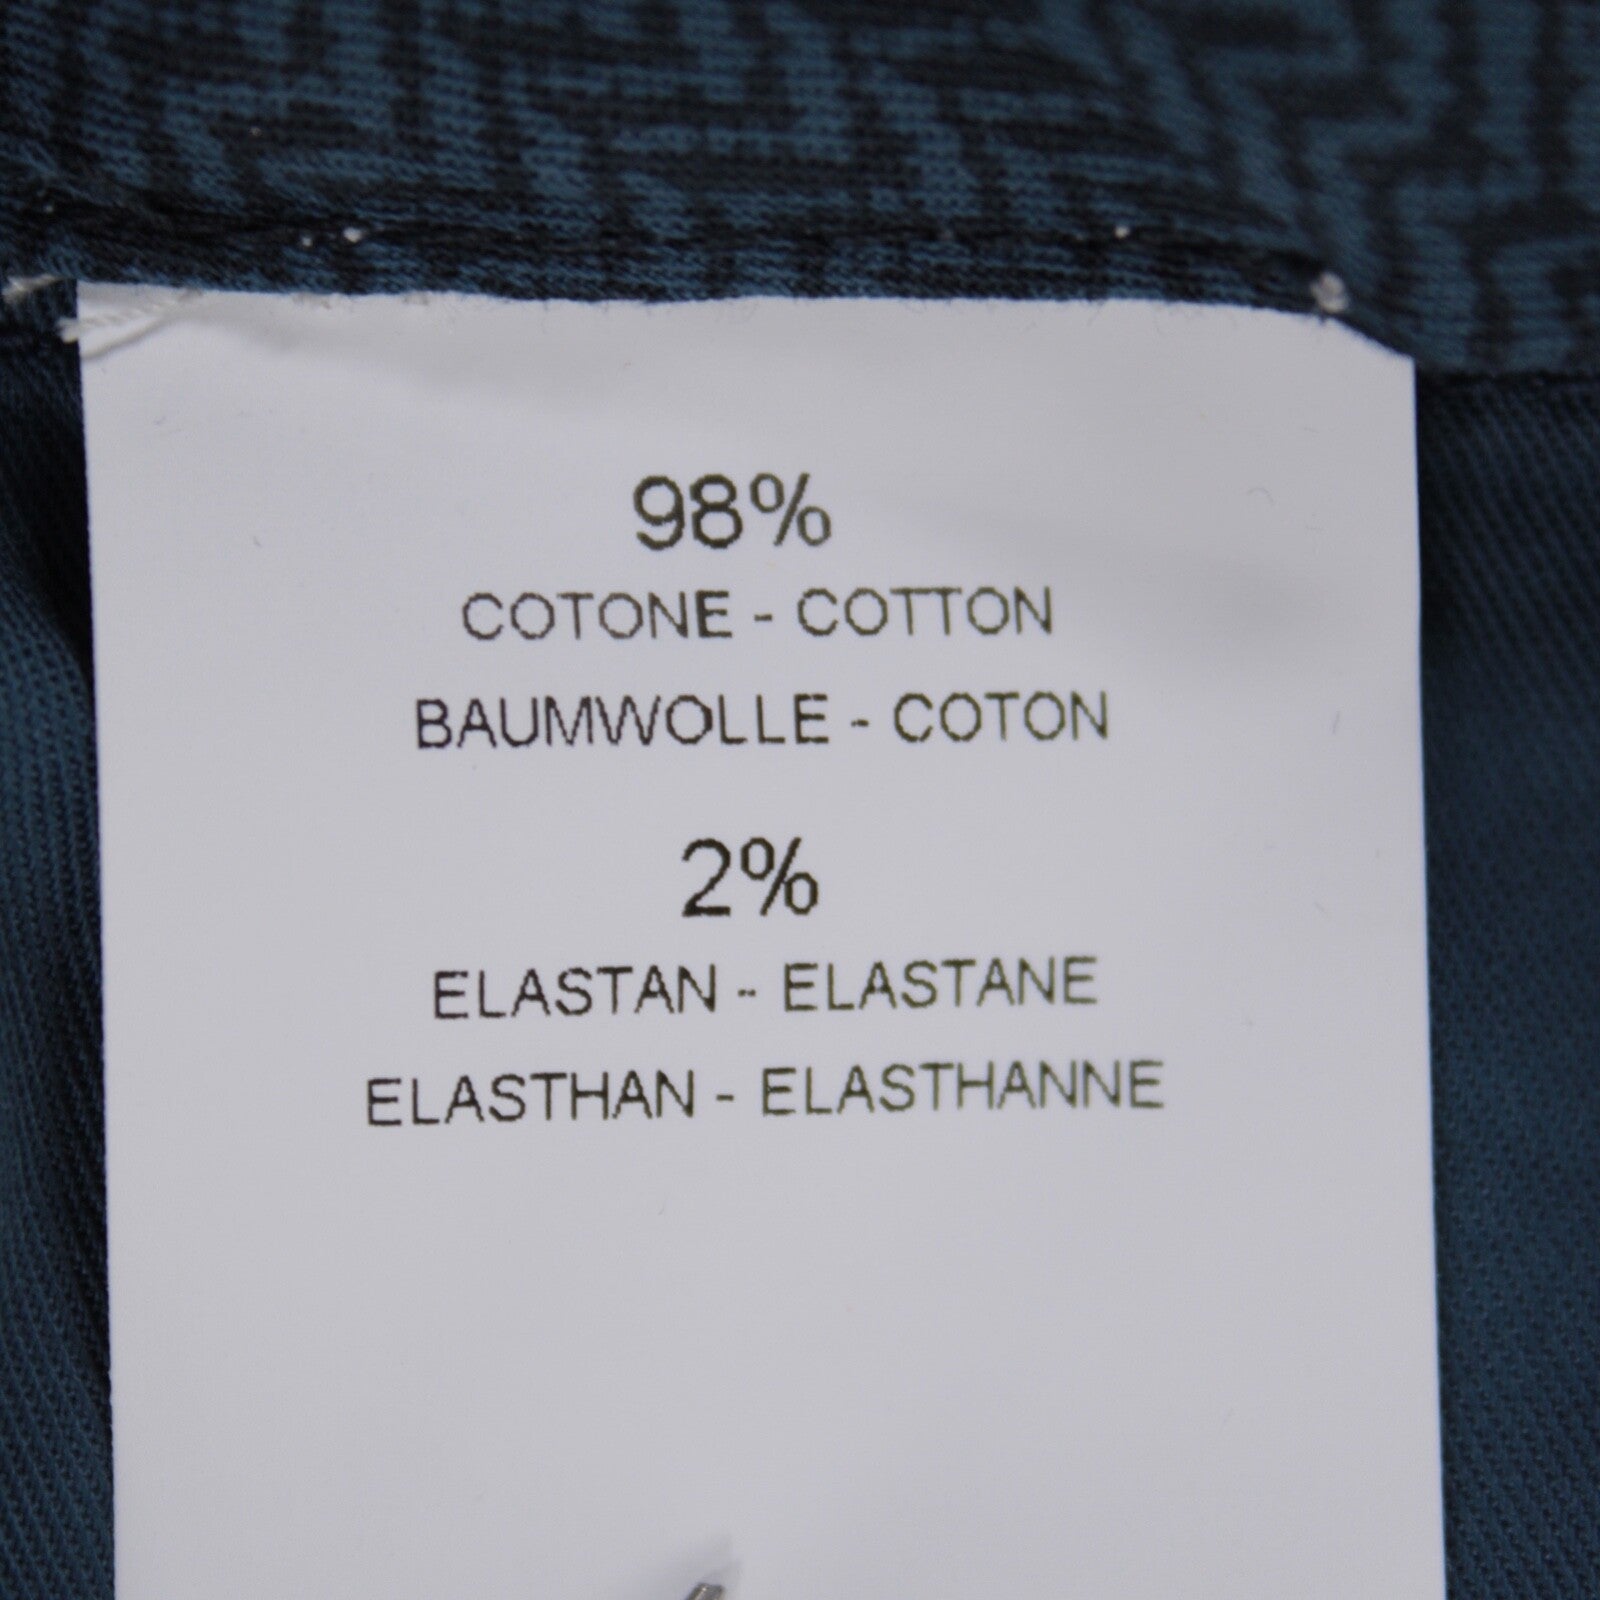 98%
COTONE - COTTON
BAUMWOLLE - COTON
2%
ELASTAN - ELASTANE
ELASTHAN - ELASTHANNE